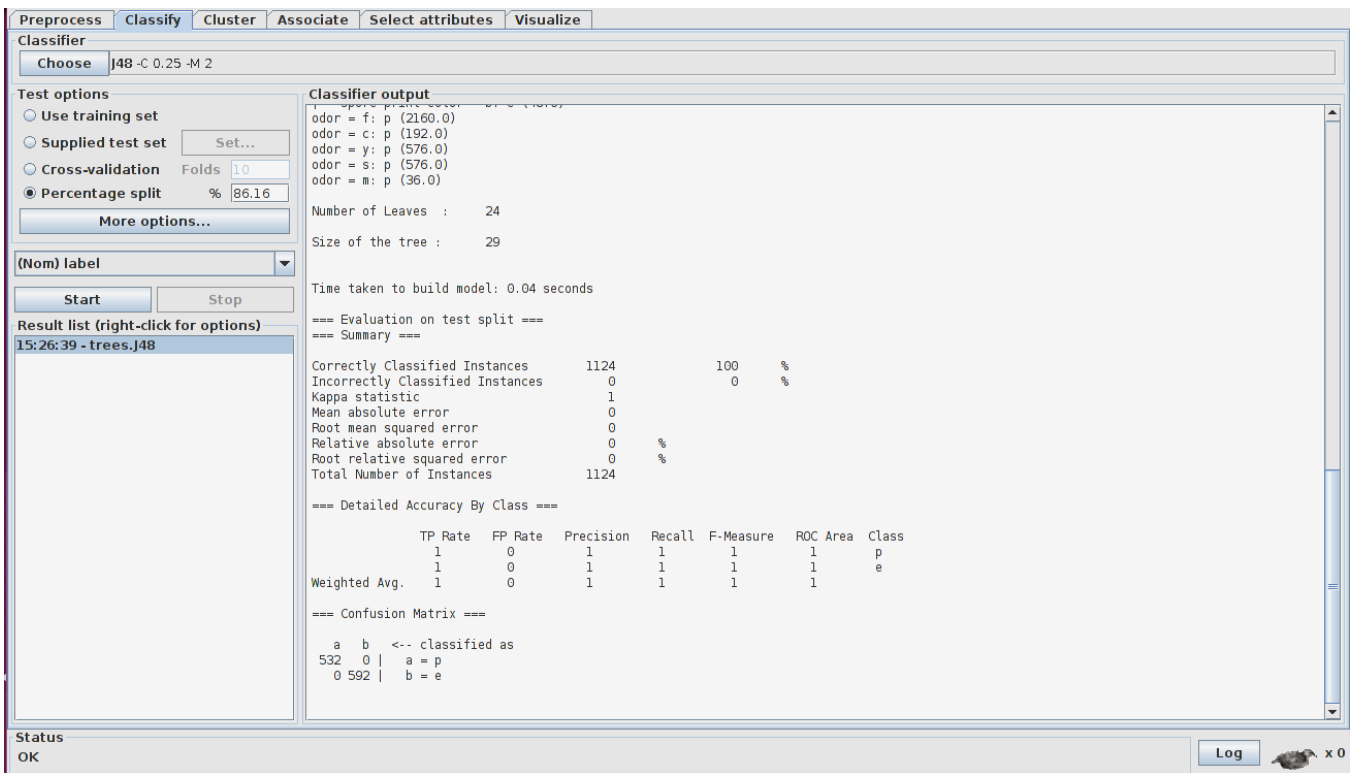 Preprocess Classify Cluster Associate Select attributes Visualize
Classifier
Choose J48 -C 0.25 -M 2
Test options
Use training set
Supplied test set Set...
Cross-validation Folds 10
Percentage split % 86.16
More options...
(Nom) label
Start Stop
Result list (right-click for options)
15:26:39 - trees.J48
Classifier output
odor = f: p (2160.0)
odor = c: p (192.0)
odor = y: p (576.0)
odor = s: p (576.0)
odor = m: p (36.0)
Number of Leaves : 24
Size of the tree : 29
Time taken to build model: 0.04 seconds
=== Evaluation on test split ===
=== Summary ===
Correctly Classified Instances 1124 100 %
Incorrectly Classified Instances 0 0 %
Kappa statistic 1
Mean absolute error 0
Root mean squared error 0
Relative absolute error 0 %
Root relative squared error 0 %
Total Number of Instances 1124
=== Detailed Accuracy By Class ===
TP Rate FP Rate Precision Recall F-Measure ROC Area Class
1 0 1 1 1 1 p
1 0 1 1 1 1 e
Weighted Avg. 1 0 1 1 1 1
=== Confusion Matrix ===
a b <-- classified as
532 0 | a = p
0 592 | b = e
Status
OK
Log x 0